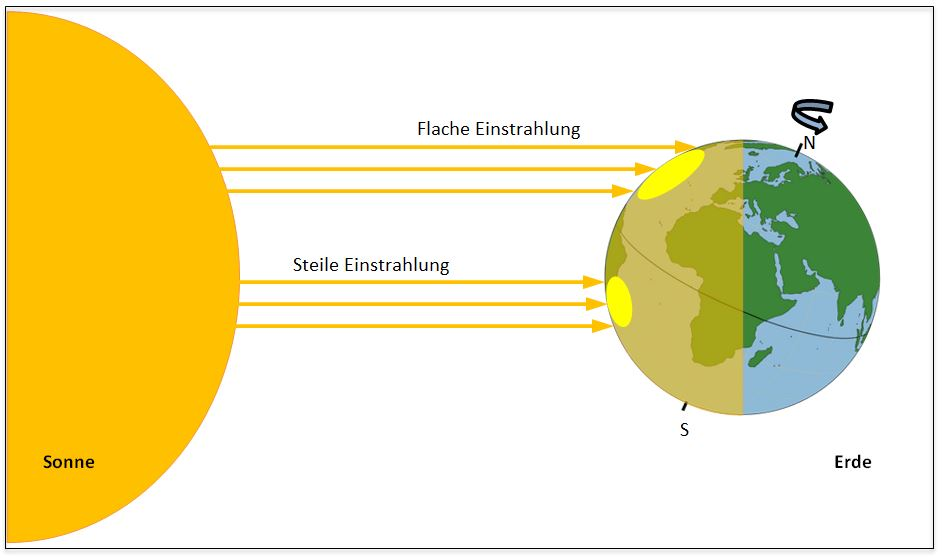 Flache Einstrahlung
N
Steile Einstrahlung
S
Sonne
Erde